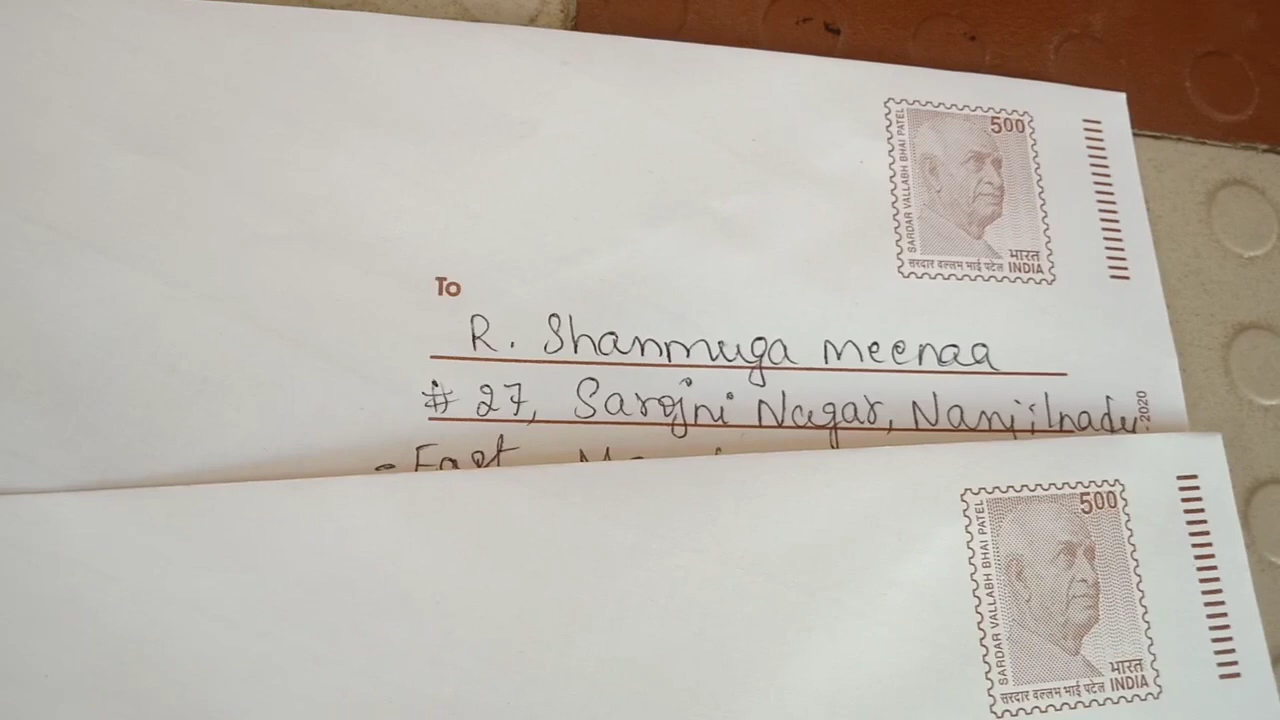 500
SARDAR VALLABH BHAI PATEL
भारत
सरदार वल्लभ भाई पटेल INDIA
To
R. Shanmuga meenaa
# 27, Sarojni Nagar, Nanjilnadu
2020
- East
500
SARDAR VALLABH BHAI PATEL
भारत
सरदार वल्लभ भाई पटेल INDIA